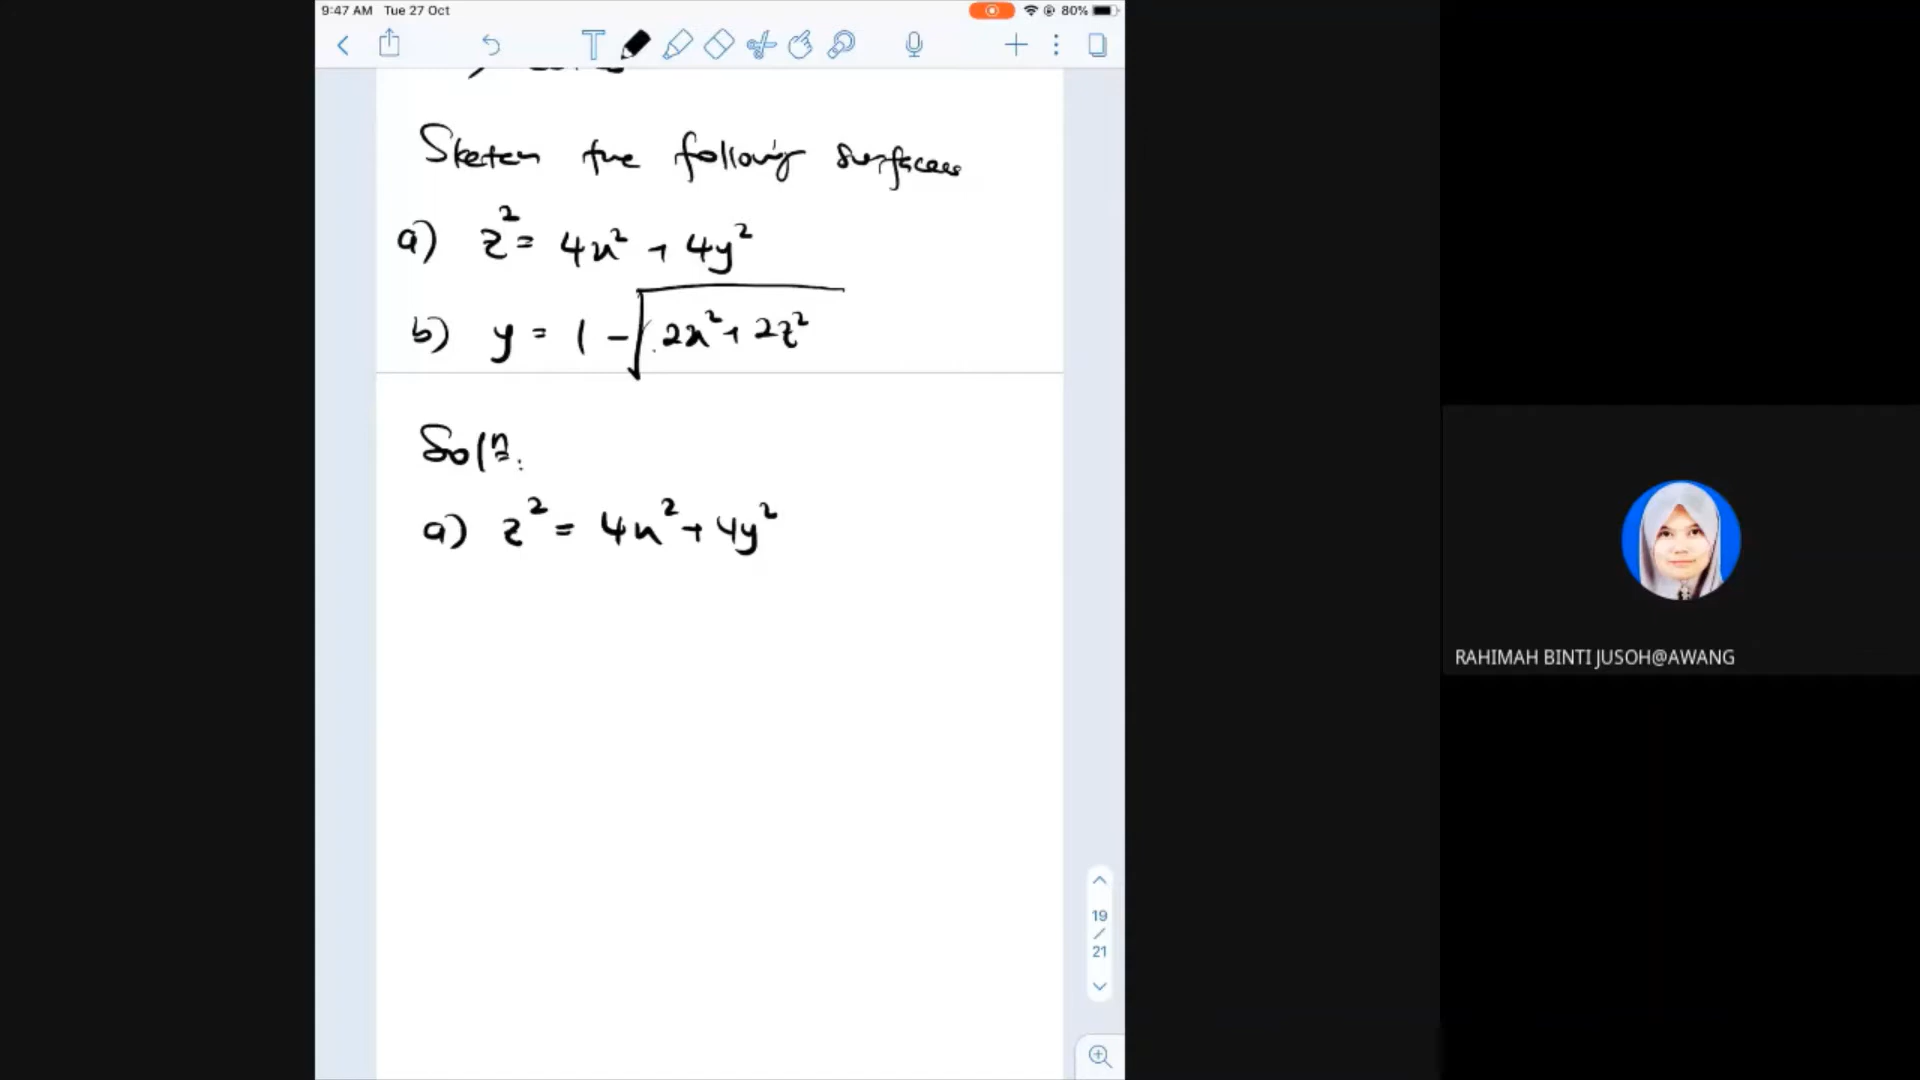 9:47 AM Tue 27 Oct
80%
Sketch the following surfaces
a) z² = 4x² + 4y²
b) y = 1 - √2x² + 2z²
Solⁿ:
a) z² = 4x² + 4y²
19
/
21
RAHIMAH BINTI JUSOH@AWANG